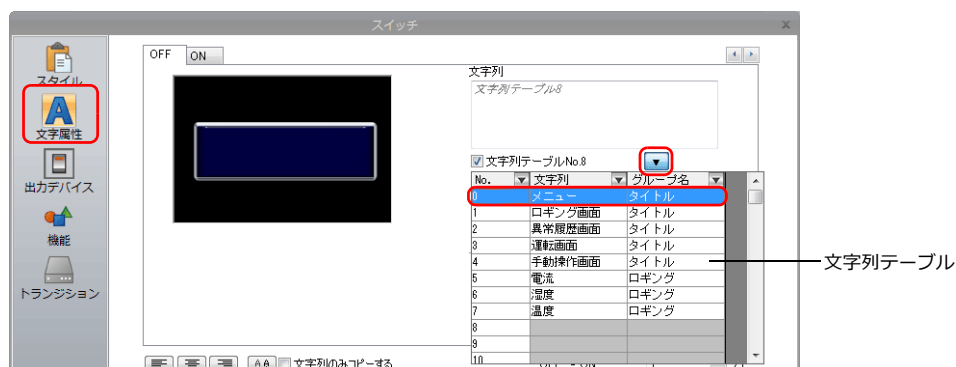 スイッチ
スタイル
文字属性
出力デバイス
機能
トランジション
OFF ON
文字列
文字列テーブル8
文字列テーブルNo.8
No. 文字列 グループ名
0 メニュー タイトル
1 ロギング画面 タイトル
2 異常履歴画面 タイトル
3 運転画面 タイトル
4 手動操作画面 タイトル
5 電流 ロギング
6 湿度 ロギング
7 温度 ロギング
8
9
10
文字列テーブル
文字列のみコピーする